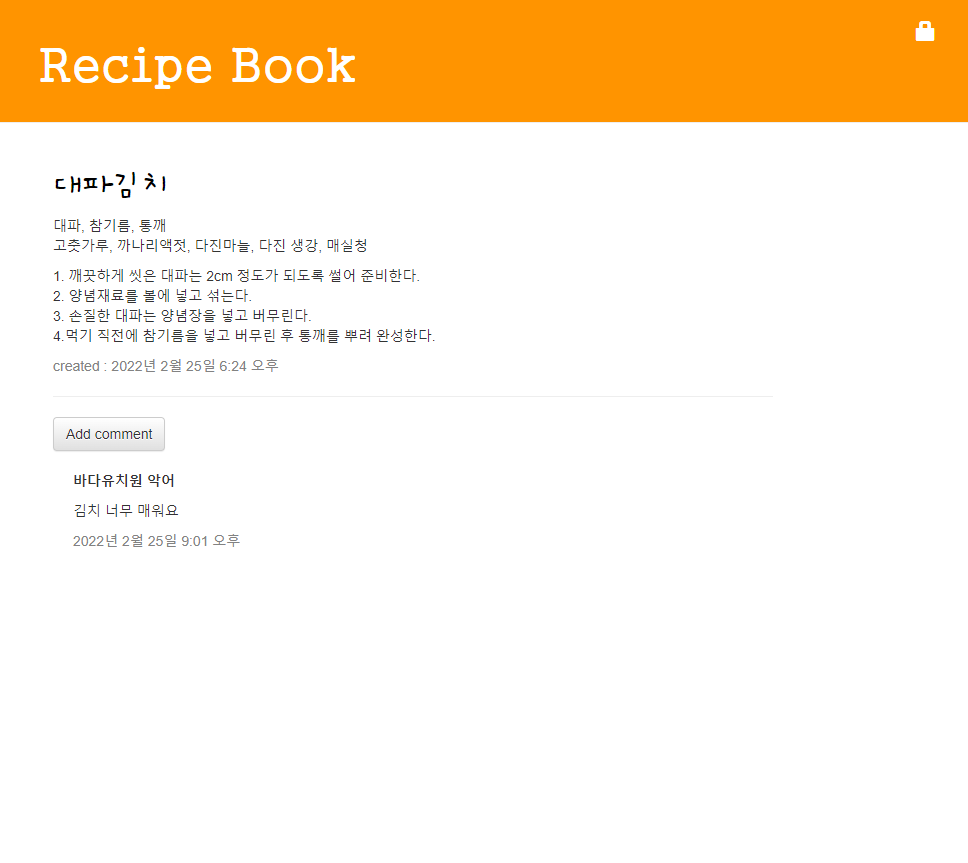 Recipe Book
대파김치
대파, 참기름, 통깨
고춧가루, 까나리액젓, 다진마늘, 다진 생강, 매실청
1. 깨끗하게 씻은 대파는 2cm 정도가 되도록 썰어 준비한다.
2. 양념재료를 볼에 넣고 섞는다.
3. 손질한 대파는 양념장을 넣고 버무린다.
4.먹기 직전에 참기름을 넣고 버무린 후 통깨를 뿌려 완성한다.
created : 2022년 2월 25일 6:24 오후
Add comment
바다유치원 악어
김치 너무 매워요
2022년 2월 25일 9:01 오후